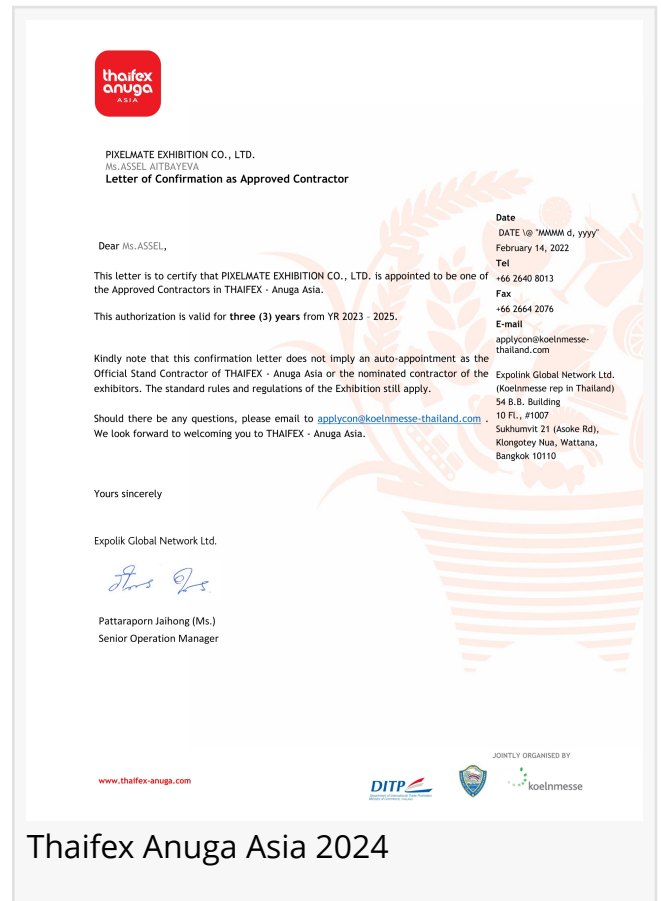 thaifex
anuga
ASIA
PIXELMATE EXHIBITION CO., LTD.
Ms.ASSEL AITBAYEVA
Letter of Confirmation as Approved Contractor
Dear Ms.ASSEL,
This letter is to certify that PIXELMATE EXHIBITION CO., LTD. is appointed to be one of
the Approved Contractors in THAIFEX - Anuga Asia.
This authorization is valid for three (3) years from YR 2023 - 2025.
Kindly note that this confirmation letter does not imply an auto-appointment as the
Official Stand Contractor of THAIFEX - Anuga Asia or the nominated contractor of the
exhibitors. The standard rules and regulations of the Exhibition still apply.
Should there be any questions, please email to applycon@koelnmesse-thailand.com .
We look forward to welcoming you to THAIFEX - Anuga Asia.
Yours sincerely
Expolik Global Network Ltd.
Pattaraporn Jaihong (Ms.)
Senior Operation Manager
Date
DATE \@ "MMMM d, yyyy"
February 14, 2022
Tel
+66 2640 8013
Fax
+66 2664 2076
E-mail
applycon@koelnmesse-
thailand.com
Expolink Global Network Ltd.
(Koelnmesse rep in Thailand)
54 B.B. Building
10 Fl., #1007
Sukhumvit 21 (Asoke Rd),
Klongotey Nua, Wattana,
Bangkok 10110
JOINTLY ORGANISED BY
www.thaifex-anuga.com
DITP
koelnmesse
Thaifex Anuga Asia 2024